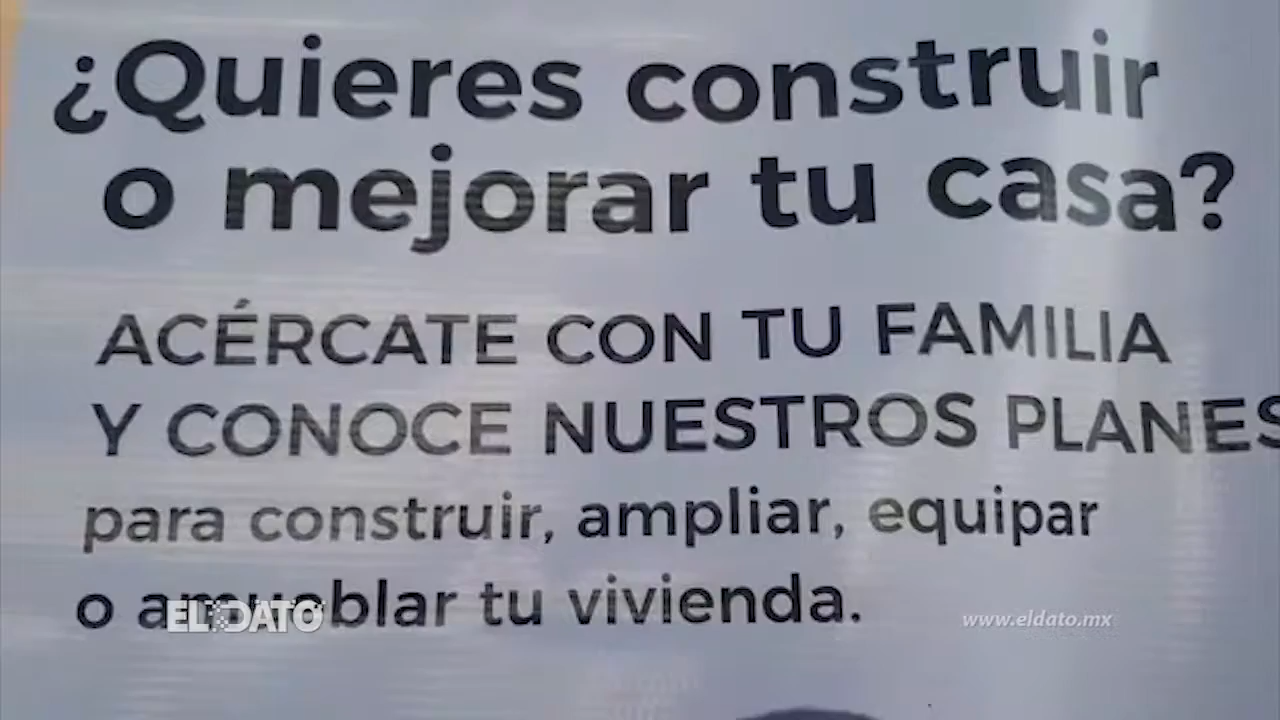 ¿Quieres construir
o mejorar tu casa?
ACÉRCATE CON TU FAMILIA
Y CONOCE NUESTROS PLANES
para construir, ampliar, equipar
o amueblar tu vivienda.
EL DATO
www.eldato.mx